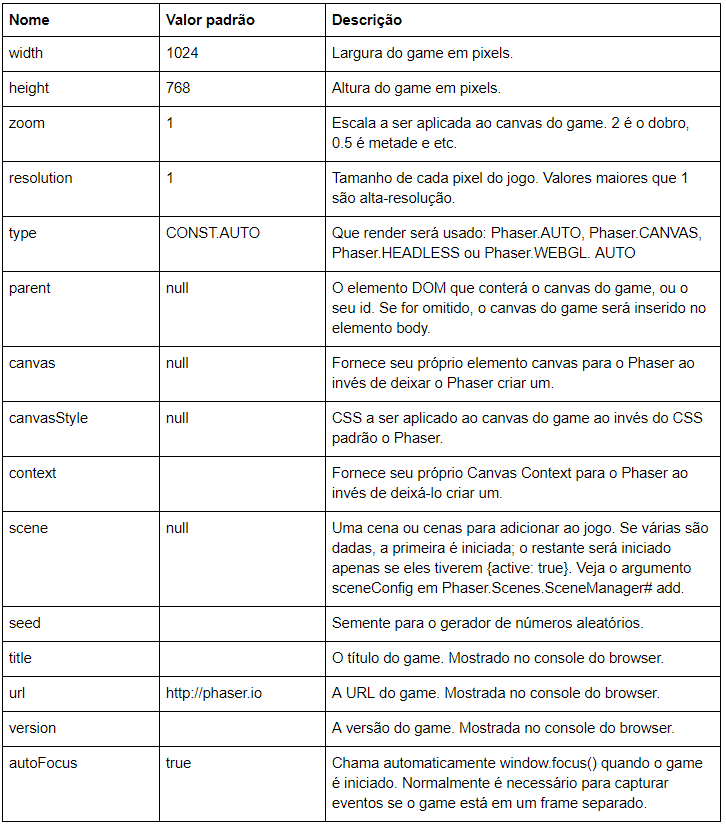 Nome Valor padrão Descrição
width 1024 Largura do game em pixels.
height 768 Altura do game em pixels.
zoom 1 Escala a ser aplicada ao canvas do game. 2 é o dobro,
0.5 é metade e etc.
resolution 1 Tamanho de cada pixel do jogo. Valores maiores que 1
são alta-resolução.
type CONST.AUTO Que render será usado: Phaser.AUTO, Phaser.CANVAS,
Phaser.HEADLESS ou Phaser.WEBGL. AUTO
parent null O elemento DOM que conterá o canvas do game, ou o
seu id. Se for omitido, o canvas do game será inserido no
elemento body.
canvas null Fornece seu próprio elemento canvas para o Phaser ao
invés de deixar o Phaser criar um.
canvasStyle null CSS a ser aplicado ao canvas do game ao invés do CSS
padrão o Phaser.
context Fornece seu próprio Canvas Context para o Phaser ao
invés de deixá-lo criar um.
scene null Uma cena ou cenas para adicionar ao jogo. Se várias são
dadas, a primeira é iniciada; o restante será iniciado
apenas se eles tiverem {active: true}. Veja o argumento
sceneConfig em Phaser.Scenes.SceneManager# add.
seed Semente para o gerador de números aleatórios.
title O título do game. Mostrado no console do browser.
url http://phaser.io A URL do game. Mostrada no console do browser.
version A versão do game. Mostrada no console do browser.
autoFocus true Chama automaticamente window.focus() quando o game
é iniciado. Normalmente é necessário para capturar
eventos se o game está em um frame separado.